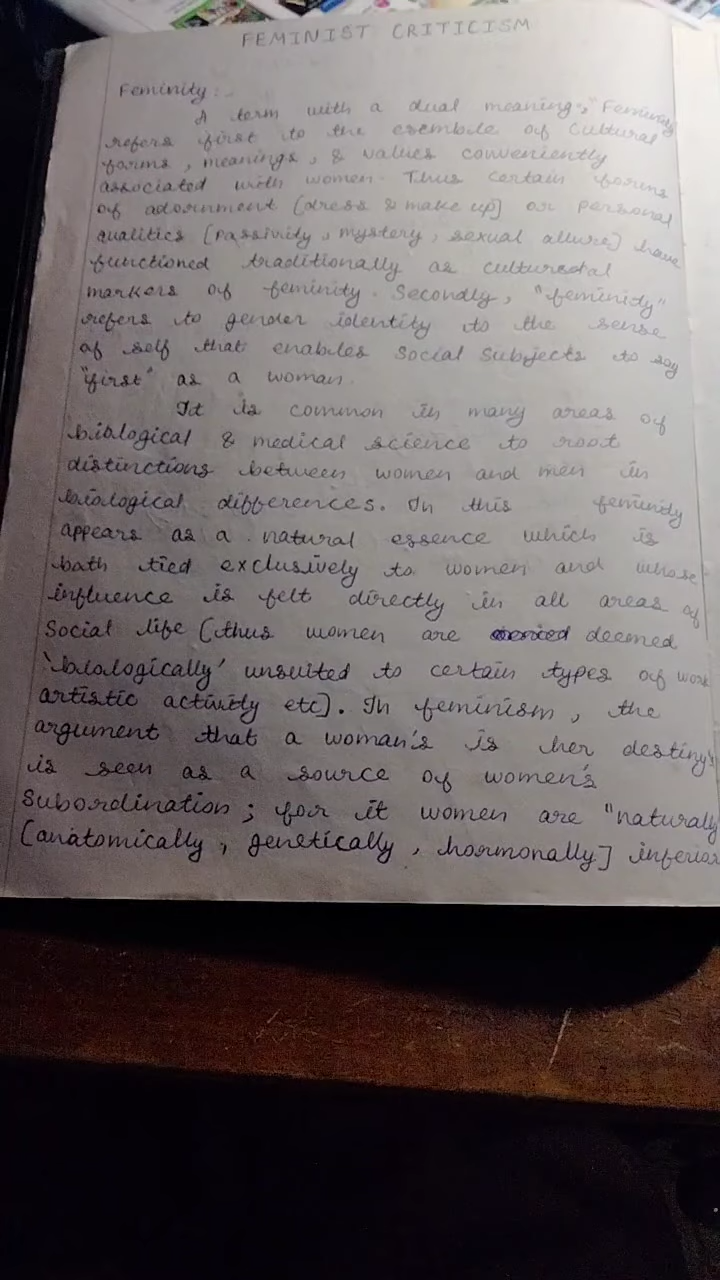 FEMINIST CRITICISM
Feminity :-
A term with a dual meaning, "Feminity
refers first to the esemble of cultural
forms, meanings, & values conveniently
associated with women. Thus certain forms
of adornment [dress & make up] or personal
qualities [passivity, mystery, sexual allure] have
functioned traditionally as culturedal
markers of feminity. Secondly, "feminity"
refers to gender identity to the sense
of self that enables social subjects to say
"first" as a woman.
It is common in many areas of
biological & medical science to root
distinctions between women and men in
biological differences. In this feminity
appears as a natural essence which is
both tied exclusively to women and whose
influence is felt directly in all areas of
social life (thus women are deemed
'biologically' unsuited to certain types of work
artistic activity etc]. In feminism, the
argument that a woman's is her destiny's
is seen as a source of women's
subordination; for it women are "naturally
[anatomically, genetically, hormonally] inferior